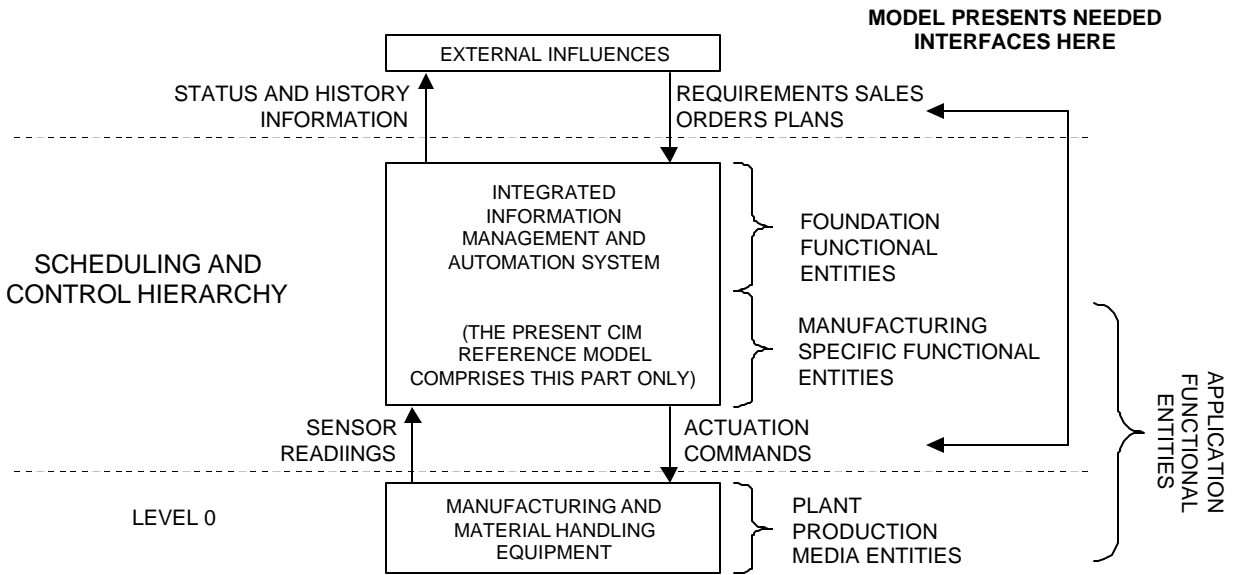 MODEL PRESENTS NEEDED
INTERFACES HERE
EXTERNAL INFLUENCES
STATUS AND HISTORY
INFORMATION
REQUIREMENTS SALES
ORDERS PLANS
INTEGRATED
INFORMATION
MANAGEMENT AND
AUTOMATION SYSTEM
(THE PRESENT CIM
REFERENCE MODEL
COMPRISES THIS PART ONLY)
SCHEDULING AND
CONTROL HIERARCHY
FOUNDATION
FUNCTIONAL
ENTITIES
MANUFACTURING
SPECIFIC FUNCTIONAL
ENTITIES
APPLICATION
FUNCTIONAL
ENTITIES
SENSOR
READIINGS
ACTUATION
COMMANDS
LEVEL 0
MANUFACTURING AND
MATERIAL HANDLING
EQUIPMENT
PLANT
PRODUCTION
MEDIA ENTITIES